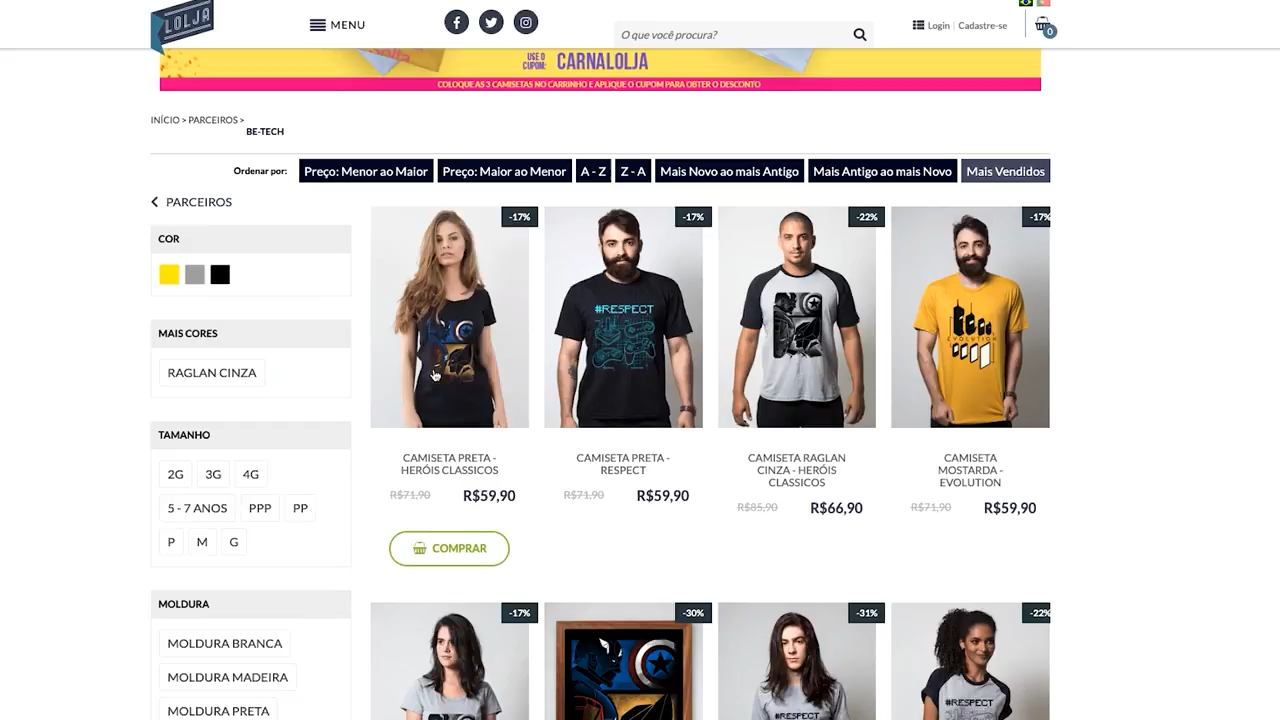 LOLJA
MENU
O que você procura?
Login | Cadastre-se
0
USE O
CUPOM:
CARNALOLJA
COLOQUE AS 3 CAMISETAS NO CARRINHO E APLIQUE O CUPOM PARA OBTER O DESCONTO
INÍCIO > PARCEIROS >
BE-TECH
Ordenar por:
Preço: Menor ao Maior
Preço: Maior ao Menor
A - Z
Z - A
Mais Novo ao mais Antigo
Mais Antigo ao mais Novo
Mais Vendidos
PARCEIROS
COR
MAIS CORES
RAGLAN CINZA
TAMANHO
2G 3G 4G
5 - 7 ANOS PPP PP
P M G
MOLDURA
MOLDURA BRANCA
MOLDURA MADEIRA
MOLDURA PRETA
-17%
-17%
-22%
-17%
#RESPECT
EVOLUTION
CAMISETA PRETA -
HERÓIS CLASSICOS
R$71,90 R$59,90
COMPRAR
CAMISETA PRETA -
RESPECT
R$71,90 R$59,90
CAMISETA RAGLAN
CINZA - HERÓIS
CLASSICOS
R$85,90 R$66,90
CAMISETA
MOSTARDA -
EVOLUTION
R$71,90 R$59,90
-17%
-30%
-31%
-22%
#RESPECT
#RESPECT